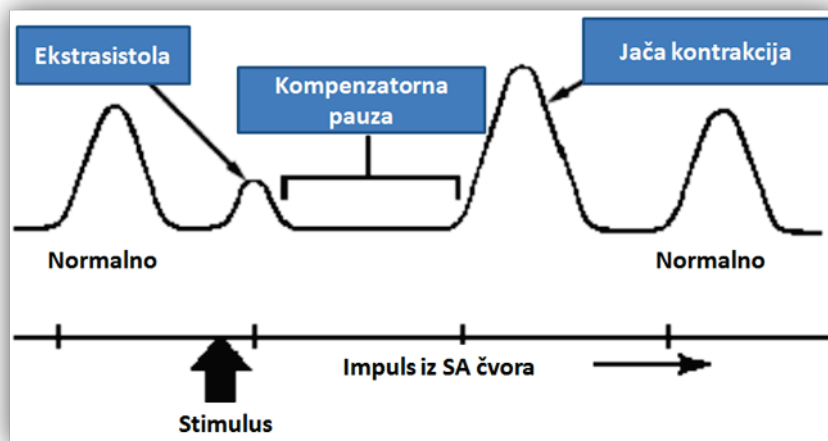 Ekstrasistola
Kompenzatorna
pauza
Jača kontrakcija
Normalno
Normalno
Impuls iz SA čvora
Stimulus